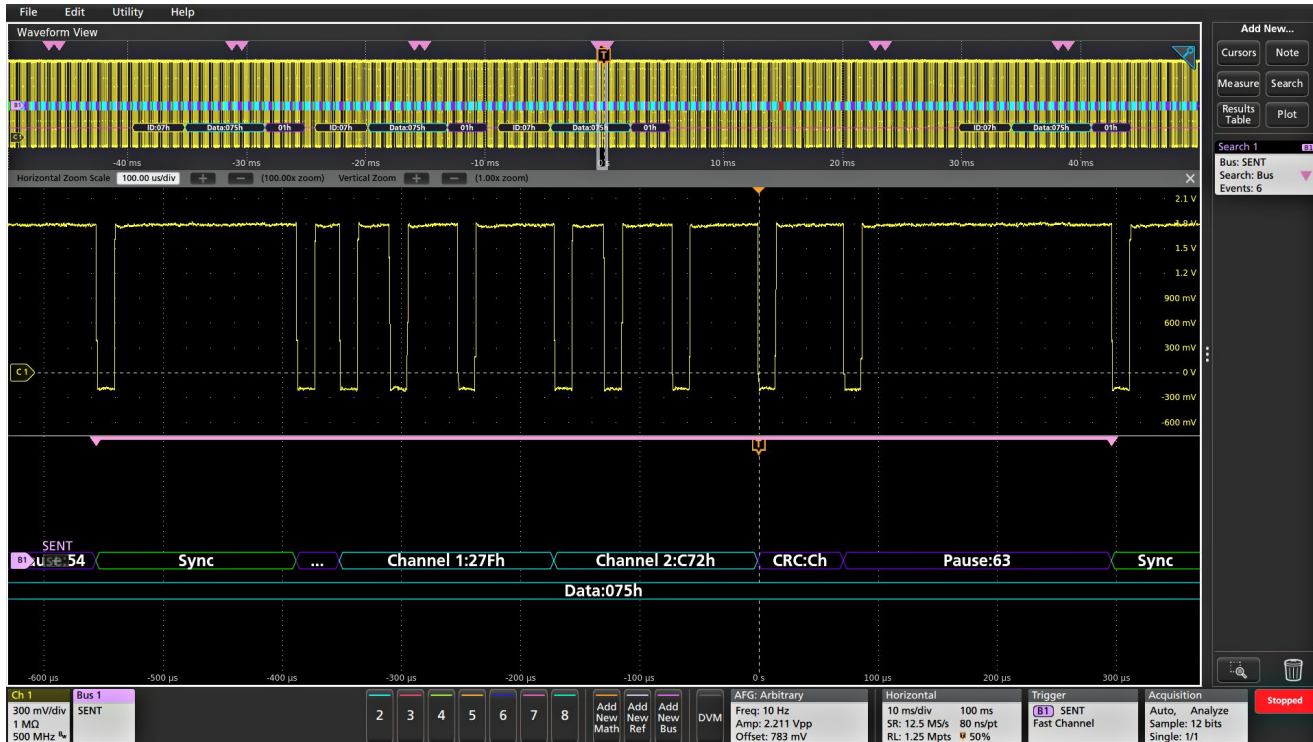 File Edit Utility Help
Waveform View
Add New...
Cursors Note
Measure Search
Results Table Plot
Search 1 B1
Bus: SENT
Search: Bus
Events: 6
T
B1
ID:07h Data:075h 01h ID:07h Data:075h 01h ID:07h Data:075h 01h ID:07h Data:075h 01h
C1
-40 ms -30 ms -20 ms -10 ms 0 s 10 ms 20 ms 30 ms 40 ms
Horizontal Zoom Scale 100.00 us/div + — (100.00x zoom) Vertical Zoom + — (1.00x zoom)
2.1 V
1.8 V
1.5 V
1.2 V
900 mV
600 mV
300 mV
C1 0 V
-300 mV
-600 mV
T
SENT
B1 54 Sync ... Channel 1:27Fh Channel 2:C72h CRC:Ch Pause:63 Sync
Data:075h
-600 µs -500 µs -400 µs -300 µs -200 µs -100 µs 0 s 100 µs 200 µs 300 µs
Ch 1
300 mV/div
1 MΩ
500 MHz
Bus 1
SENT
2 3 4 5 6 7 8
Add New Math
Add New Ref
Add New Bus
DVM
AFG: Arbitrary
Freq: 10 Hz
Amp: 2.211 Vpp
Offset: 783 mV
Horizontal
10 ms/div 100 ms
SR: 12.5 MS/s 80 ns/pt
RL: 1.25 Mpts 50%
Trigger
B1 SENT
Fast Channel
Acquisition
Auto, Analyze
Sample: 12 bits
Single: 1/1
Stopped